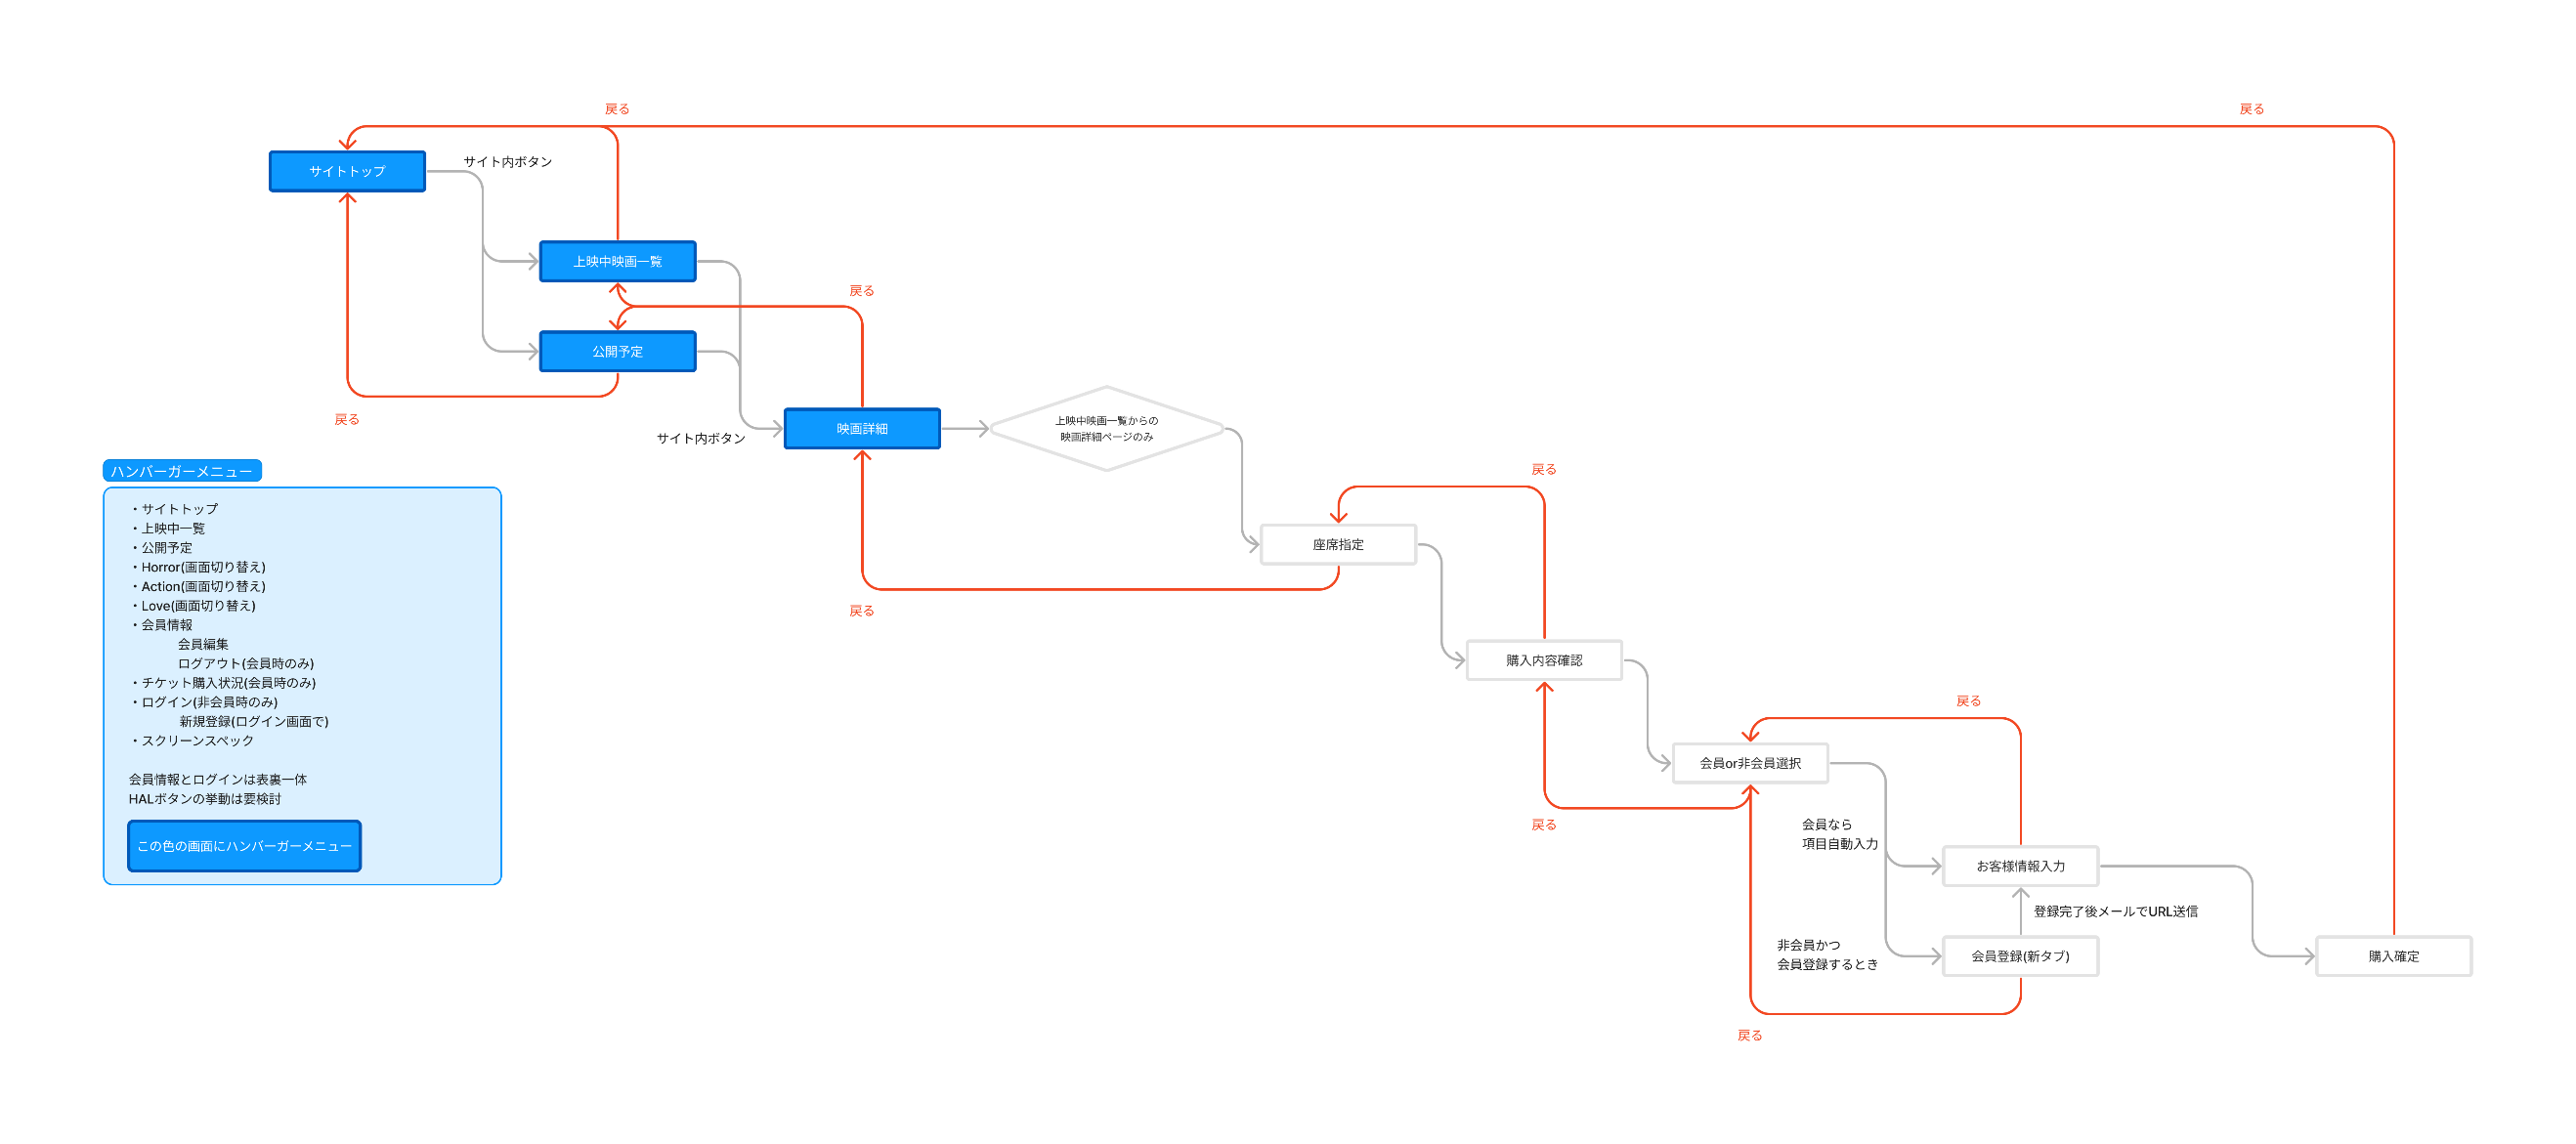 戻る
戻る
サイトトップ
サイト内ボタン
上映中映画一覧
戻る
公開予定
戻る
サイト内ボタン
映画詳細
上映中映画一覧からの
映画詳細ページのみ
ハンバーガーメニュー
・サイトトップ
・上映中一覧
・公開予定
・Horror(画面切り替え)
・Action(画面切り替え)
・Love(画面切り替え)
・会員情報
会員編集
ログアウト(会員時のみ)
・チケット購入状況(会員時のみ)
・ログイン(非会員時のみ)
新規登録(ログイン画面で)
・スクリーンスペック
会員情報とログインは表裏一体
HALボタンの挙動は要検討
この色の画面にハンバーガーメニュー
戻る
座席指定
戻る
購入内容確認
戻る
会員or非会員選択
戻る
会員なら
項目自動入力
お客様情報入力
登録完了後メールでURL送信
非会員かつ
会員登録するとき
会員登録(新タブ)
購入確定
戻る